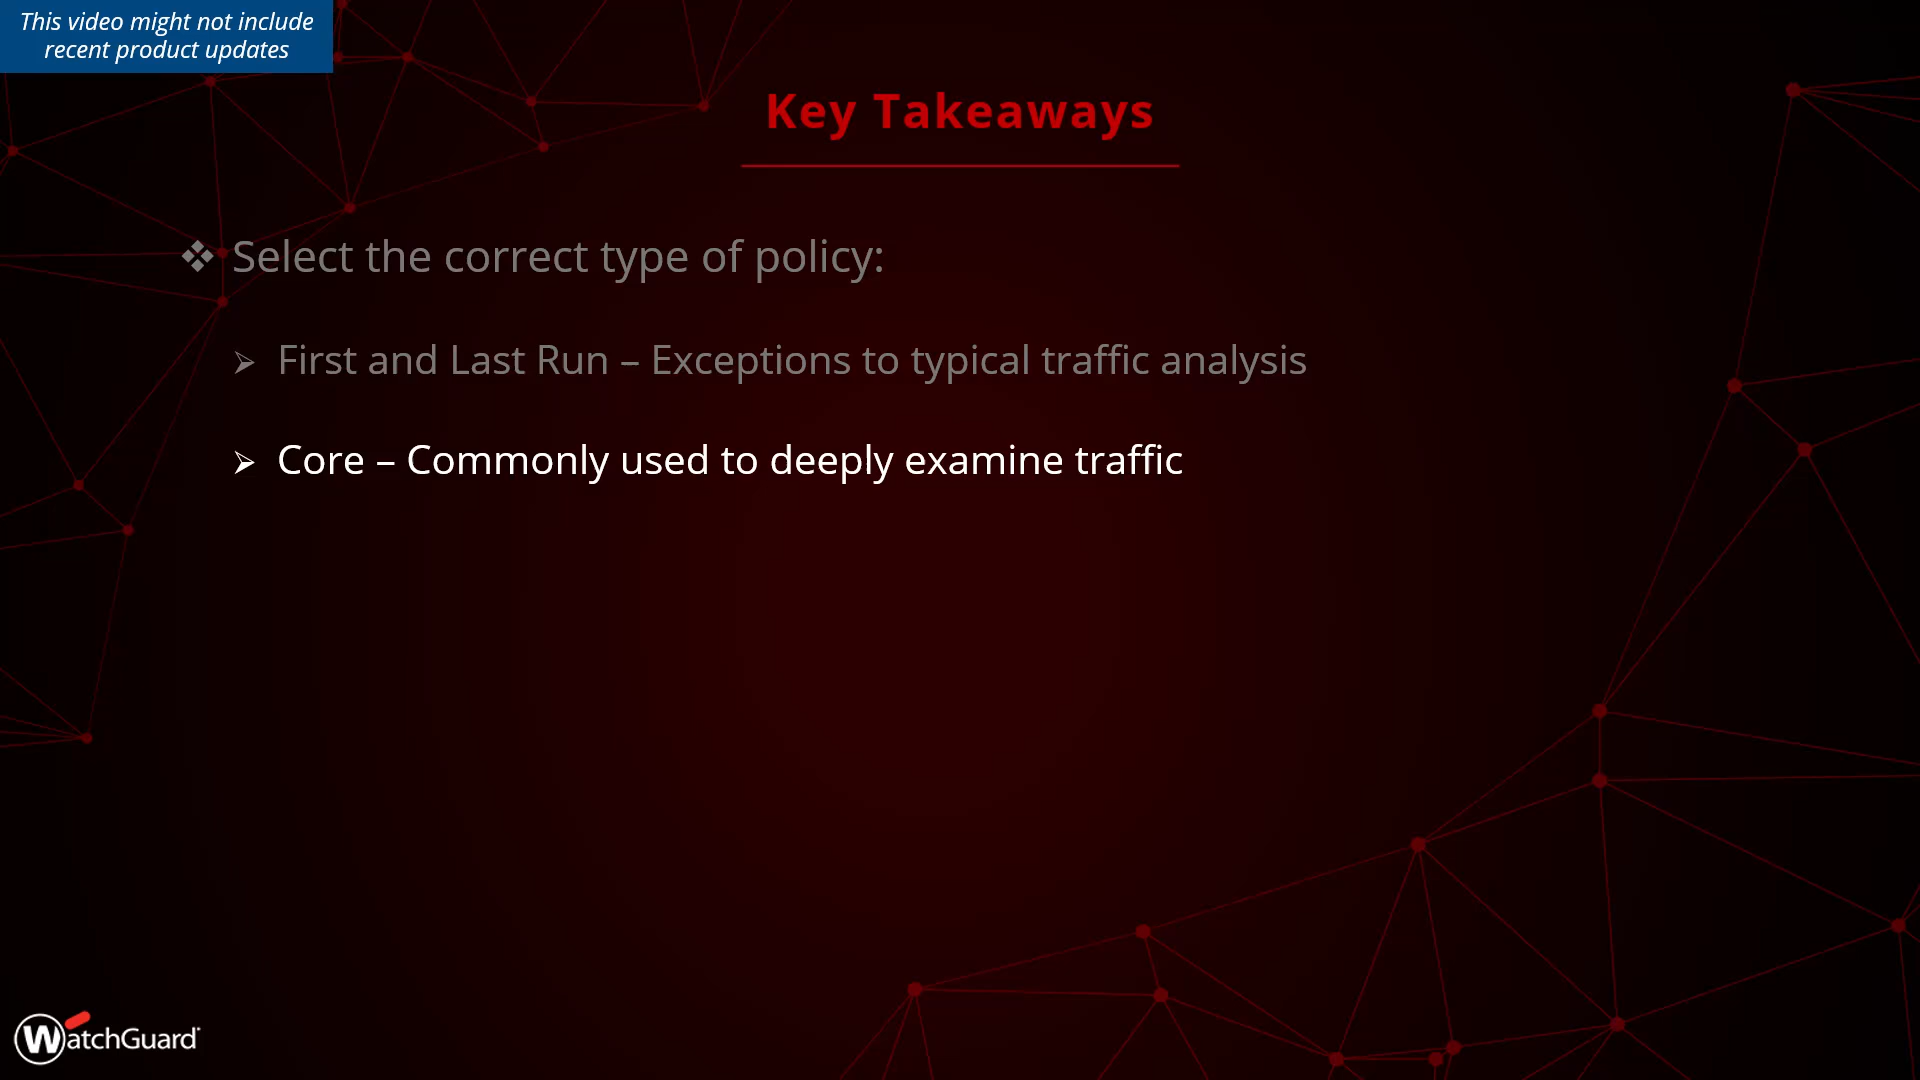 This video might not include
recent product updates
Key Takeaways
❖ Select the correct type of policy:
➢ First and Last Run – Exceptions to typical traffic analysis
➢ Core – Commonly used to deeply examine traffic
WatchGuard